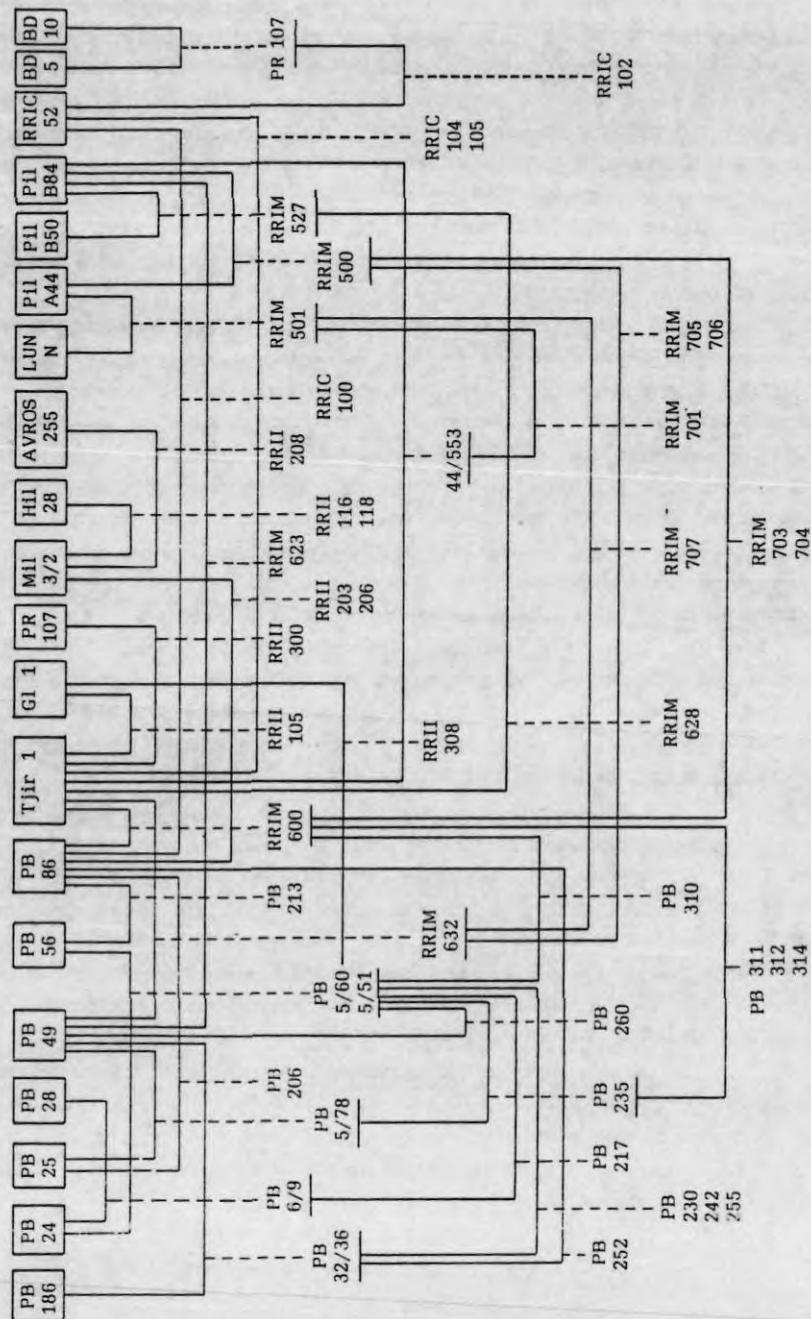 PB
186
PB
24
PB
25
PB
28
PB
49
PB
56
PB
86
Tjir 1
Gl 1
PR
107
Mil
3/2
Hil
28
AVROS
255
LUN
N
Pil
A44
Pil
B50
Pil
B84
RRIC
52
BD
5
BD
10
PB
6/9
PB
206
PB
213
RRIM
600
RRII
105
RRII
300
RRIM
623
RRII
208
RRIC
100
RRIM
501
RRIM
527
PR 107
PB
32/36
PB
5/78
PB
5/60
5/51
RRII
203
206
RRII
116
118
RRIM
500
RRIM
632
RRII
308
44/553
RRIC
104
105
PB
252
PB
217
PB
235
PB
260
RRIC
102
PB
230
242
255
PB
310
RRIM
628
RRIM
707
RRIM
701
RRIM
705
706
PB 311
312
314
RRIM
703
704